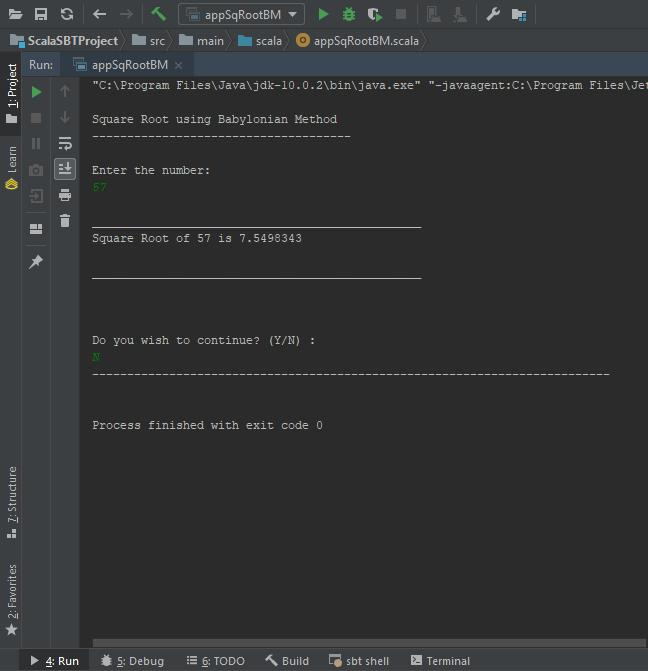 appSqRootBM
ScalaSBTProject src main scala appSqRootBM.scala
Run: appSqRootBM
1: Project
Learn
7: Structure
2: Favorites
"C:\Program Files\Java\jdk-10.0.2\bin\java.exe" "-javaagent:C:\Program Files\Jet
Square Root using Babylonian Method
-------------------------------------
Enter the number:
57
_______________________________________________
Square Root of 57 is 7.5498343
_______________________________________________
Do you wish to continue? (Y/N) :
N
--------------------------------------------------------------------------
Process finished with exit code 0
4: Run 5: Debug 6: TODO Build sbt shell Terminal